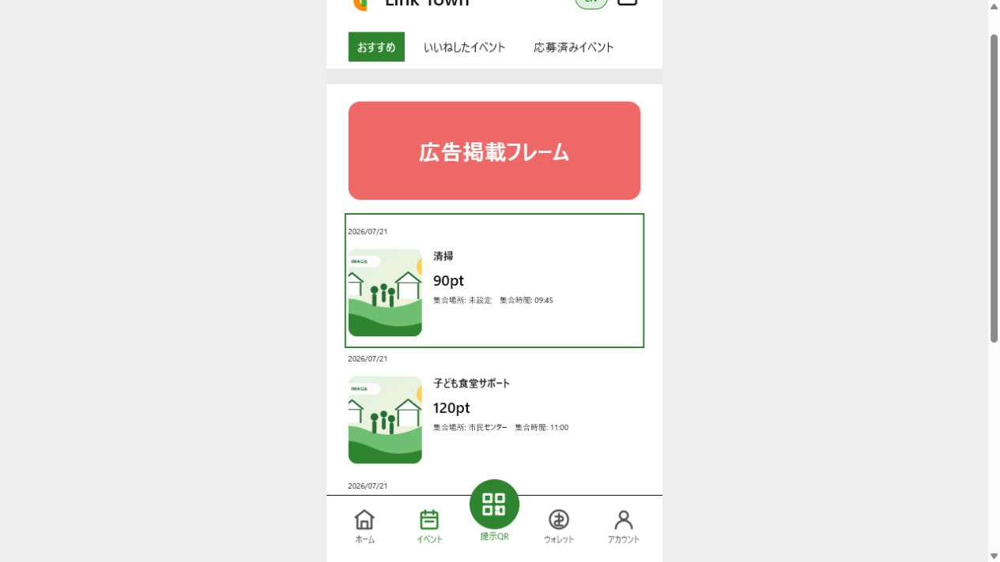 Link Town
EN
おすすめ
いいねしたイベント
応募済みイベント
広告掲載フレーム
2026/07/21
IMAGE
清掃
90pt
集合場所: 未設定 集合時間: 09:45
2026/07/21
IMAGE
子ども食堂サポート
120pt
集合場所: 市民センター 集合時間: 11:00
2026/07/21
ホーム
イベント
提示QR
ウォレット
アカウント